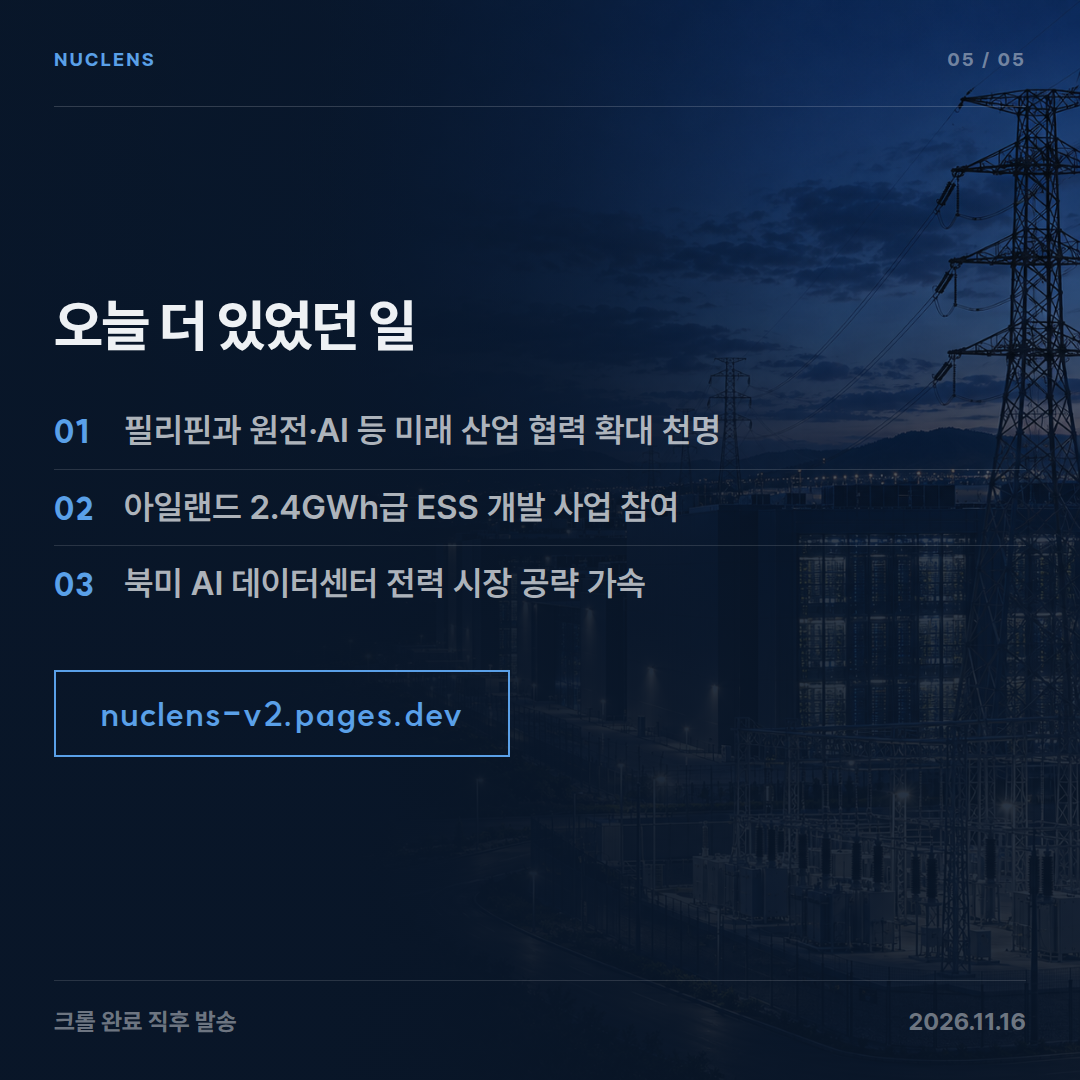 NUCLENS
05 / 05
오늘 더 있었던 일
01 필리핀과 원전·AI 등 미래 산업 협력 확대 천명
02 아일랜드 2.4GWh급 ESS 개발 사업 참여
03 북미 AI 데이터센터 전력 시장 공략 가속
nuclens-v2.pages.dev
크롤 완료 직후 발송
2026.11.16